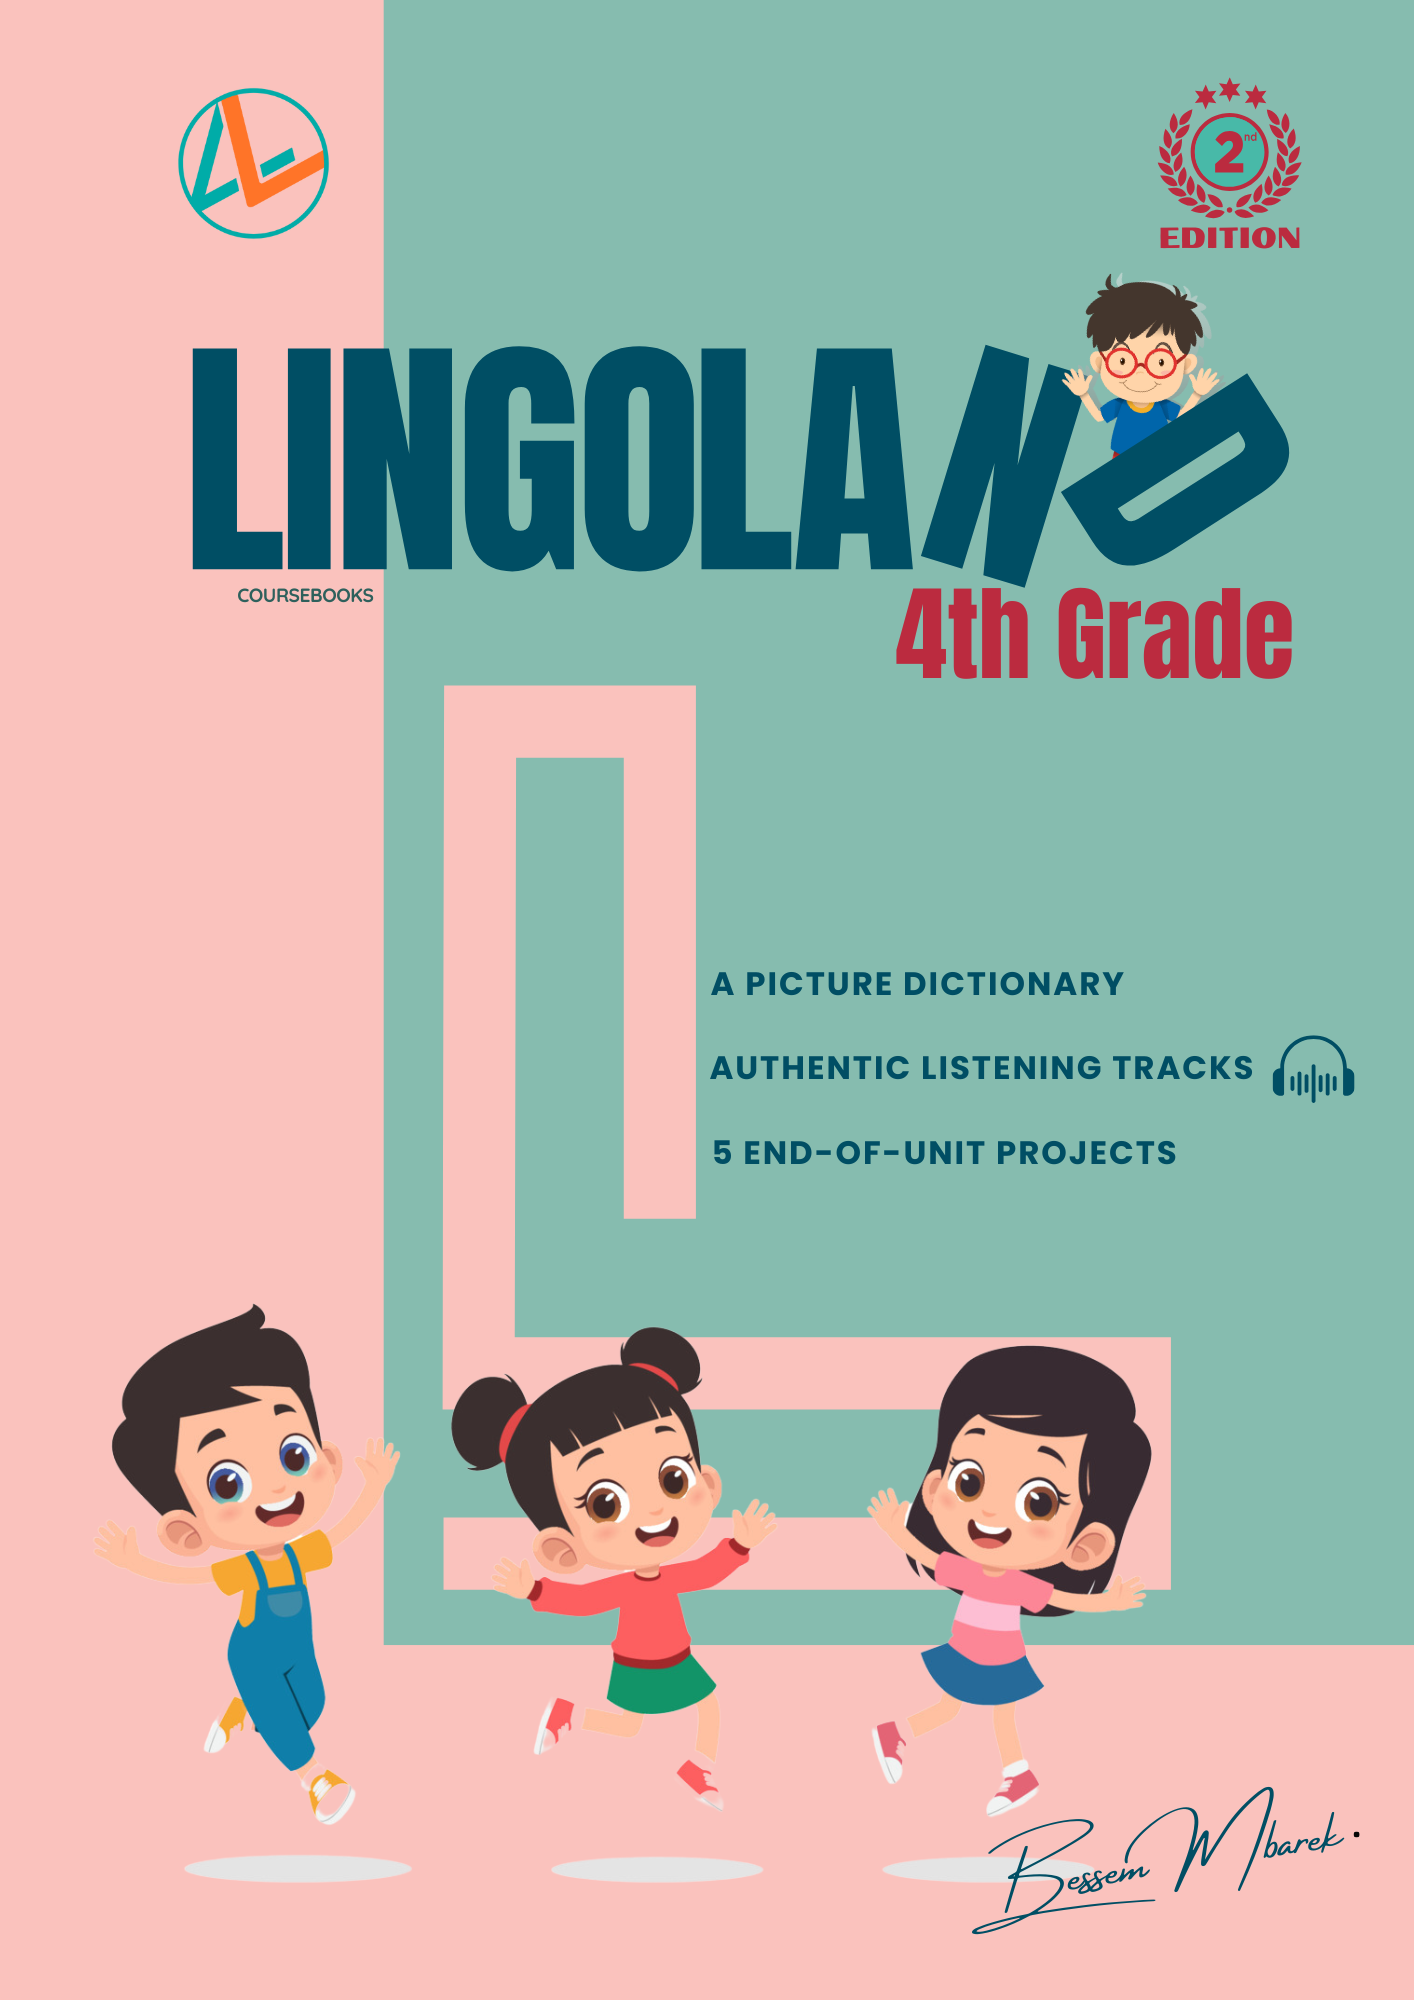 2nd
EDITION
LINGOLAND
COURSEBOOKS
4th Grade
A PICTURE DICTIONARY
AUTHENTIC LISTENING TRACKS
5 END-OF-UNIT PROJECTS
Bessem Mbarek